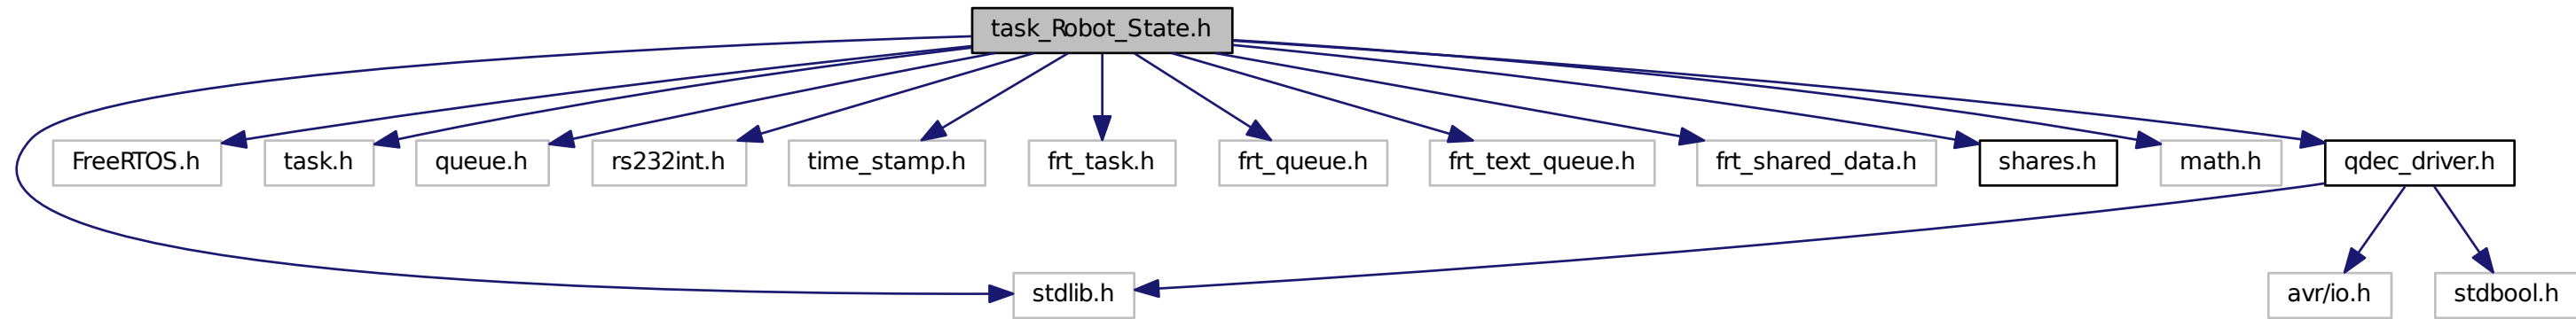 task_Robot_State.h
FreeRTOS.h
task.h
queue.h
rs232int.h
time_stamp.h
frt_task.h
frt_queue.h
frt_text_queue.h
frt_shared_data.h
shares.h
math.h
qdec_driver.h
stdlib.h
avr/io.h
stdbool.h